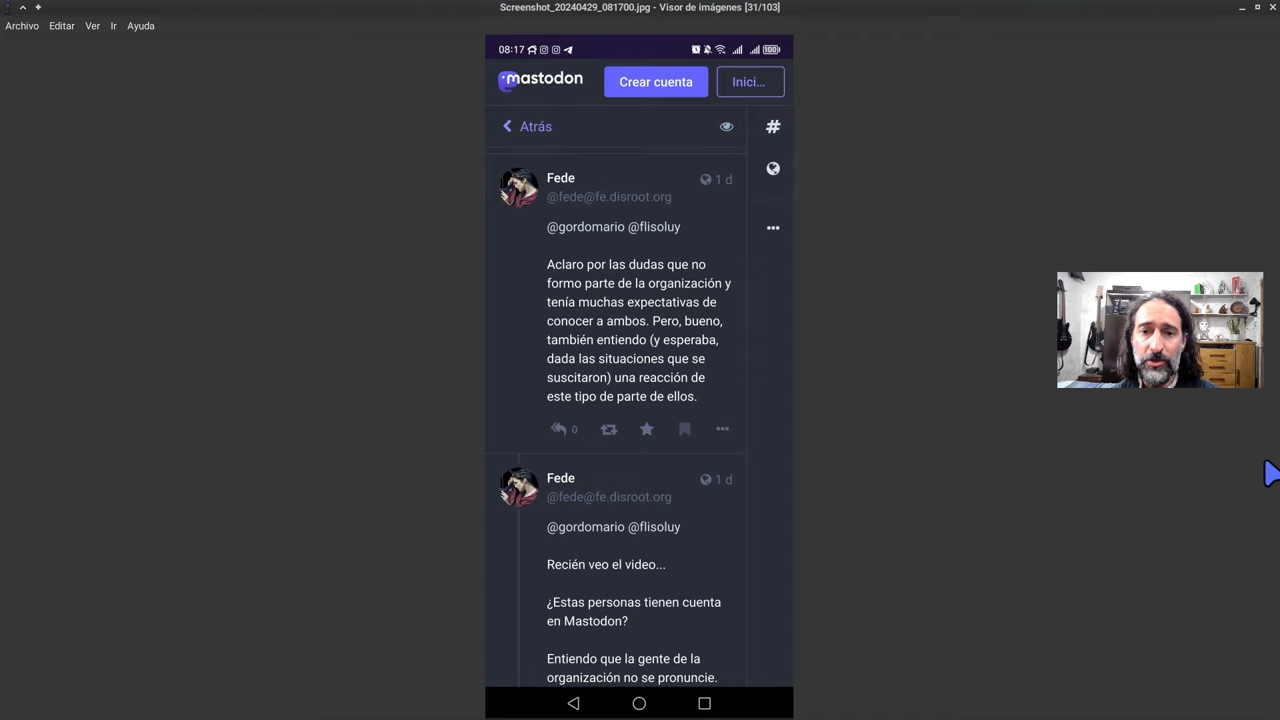 Screenshot_20240429_081700.jpg - Visor de imágenes [31/103]
Archivo Editar Ver Ir Ayuda
08:17
100
mastodon
Crear cuenta
Inici...
Atrás
#
Fede
1 d
@fede@fe.disroot.org
@gordomario @flisoluy
Aclaro por las dudas que no
formo parte de la organización y
tenía muchas expectativas de
conocer a ambos. Pero, bueno,
también entiendo (y esperaba,
dada las situaciones que se
suscitaron) una reacción de
este tipo de parte de ellos.
0
Fede
1 d
@fede@fe.disroot.org
@gordomario @flisoluy
Recién veo el video...
¿Estas personas tienen cuenta
en Mastodon?
Entiendo que la gente de la
organización no se pronuncie.